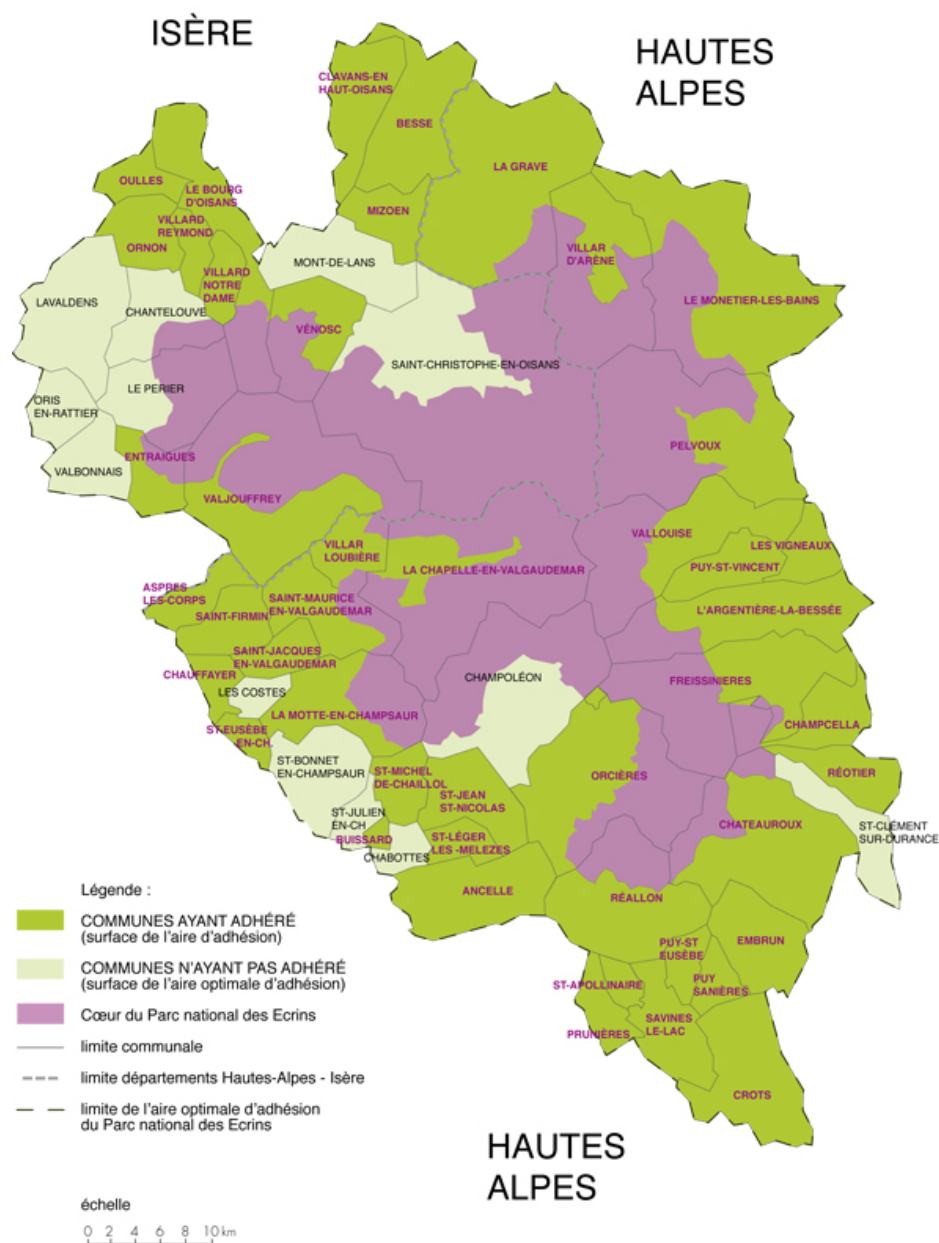 ISÈRE
HAUTES
ALPES
CLAVANS-EN
HAUT-OISANS
BESSE
LA GRAVE
OULLES
LE BOURG
D'OISANS
MIZOEN
VILLARD
REYMOND
ORNON
VILLAR
D'ARÈNE
MONT-DE-LANS
VILLARD
NOTRE
DAME
LAVALDENS
CHANTELOUVE
LE MONETIER-LES-BAINS
VÉNOSC
SAINT-CHRISTOPHE-EN-OISANS
LE PERIER
ORIS
EN-RATTIER
PELVOUX
ENTRAIGUES
VALBONNAIS
VALJOUFFREY
VALLOUISE
LES VIGNEAUX
VILLAR
LOUBIÈRE
PUY-ST-VINCENT
LA CHAPELLE-EN-VALGAUDEMAR
ASPRES
LES-CORPS
SAINT-MAURICE
EN-VALGAUDEMAR
SAINT-FIRMIN
L'ARGENTIÈRE-LA-BESSÉE
SAINT-JACQUES
EN-VALGAUDEMAR
CHAUFFAYER
CHAMPOLÉON
FREISSINIERES
LES COSTES
LA MOTTE-EN-CHAMPSAUR
CHAMPCELLA
ST-EUSÈBE
EN-CH.
ST-BONNET
EN-CHAMPSAUR
ST-MICHEL
DE-CHAILLOL
ORCIÈRES
RÉOTIER
ST-JEAN
ST-NICOLAS
ST-JULIEN
EN-CH
CHATEAUROUX
ST-CLÉMENT
SUR-DURANCE
BUISSARD
ST-LÉGER
LES -MELEZES
CHABOTTES
ANCELLE
RÉALLON
PUY-ST
EUSÈBE
EMBRUN
ST-APOLLINAIRE
PUY
SANIÈRES
PRUNIÈRES
SAVINES
LE-LAC
CROTS
HAUTES
ALPES
Légende :
COMMUNES AYANT ADHÉRÉ
(surface de l'aire d'adhésion)
COMMUNES N'AYANT PAS ADHÉRÉ
(surface de l'aire optimale d'adhésion)
Cœur du Parc national des Ecrins
limite communale
limite départements Hautes-Alpes - Isère
limite de l'aire optimale d'adhésion
du Parc national des Ecrins
échelle
0 2 4 6 8 10 km